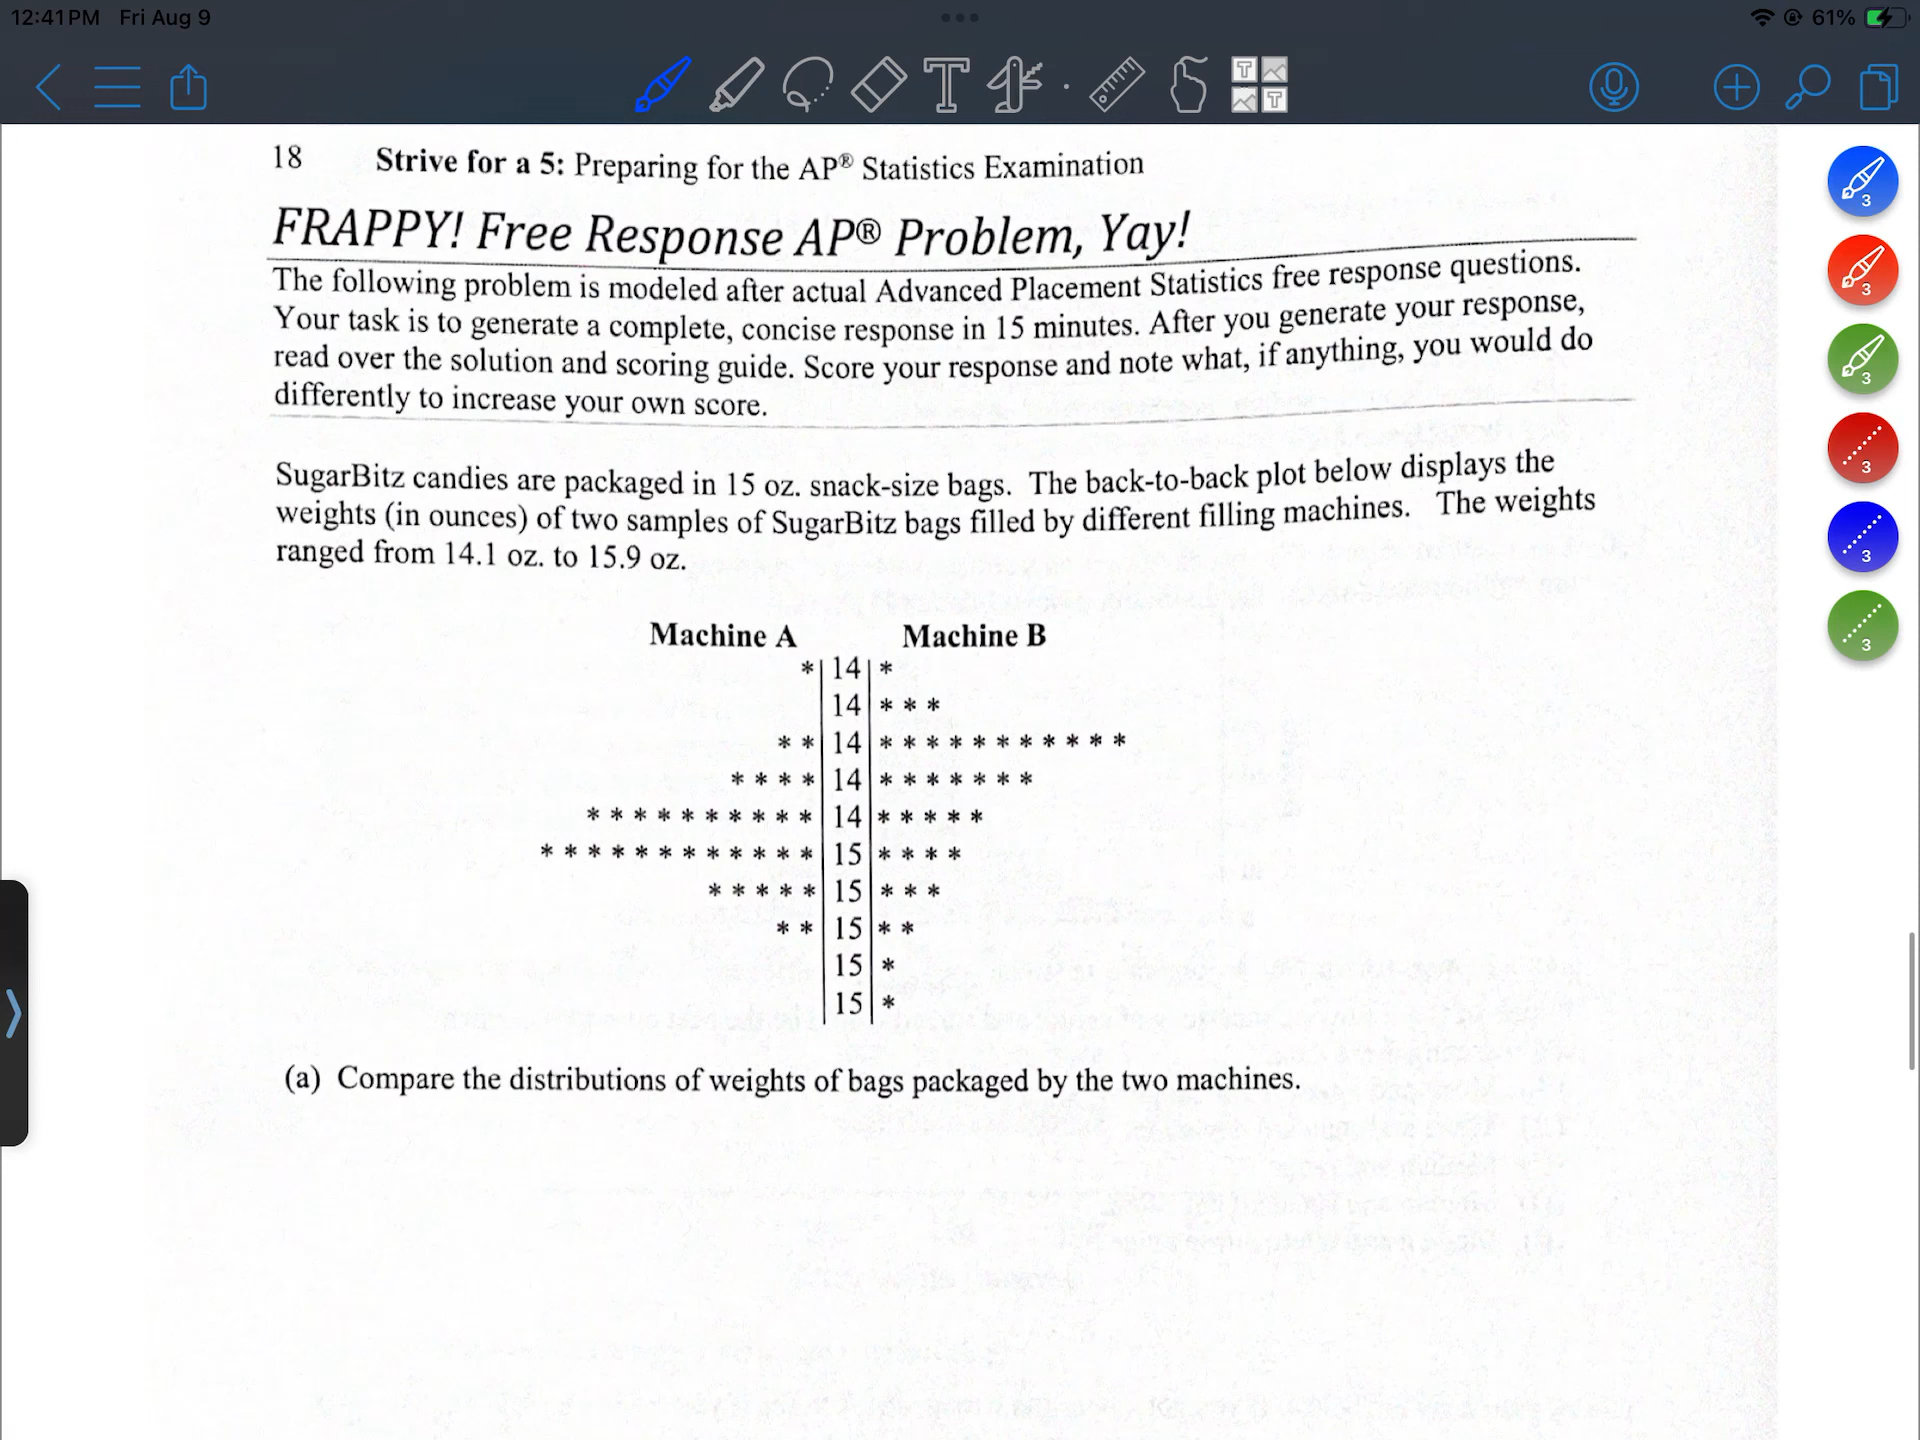 12:41 PM Fri Aug 9
61%
18 Strive for a 5: Preparing for the AP® Statistics Examination
FRAPPY! Free Response AP® Problem, Yay!
The following problem is modeled after actual Advanced Placement Statistics free response questions.
Your task is to generate a complete, concise response in 15 minutes. After you generate your response,
read over the solution and scoring guide. Score your response and note what, if anything, you would do
differently to increase your own score.
SugarBitz candies are packaged in 15 oz. snack-size bags. The back-to-back plot below displays the
weights (in ounces) of two samples of SugarBitz bags filled by different filling machines. The weights
ranged from 14.1 oz. to 15.9 oz.
Machine A Machine B
* | 14 | *
14 | * * *
* * | 14 | * * * * * * * * * * *
* * * * | 14 | * * * * * * *
* * * * * * * * * * | 14 | * * * * *
* * * * * * * * * * * * | 15 | * * * *
* * * * * | 15 | * * *
* * | 15 | * *
15 | *
15 | *
(a) Compare the distributions of weights of bags packaged by the two machines.
3
3
3
3
3
3